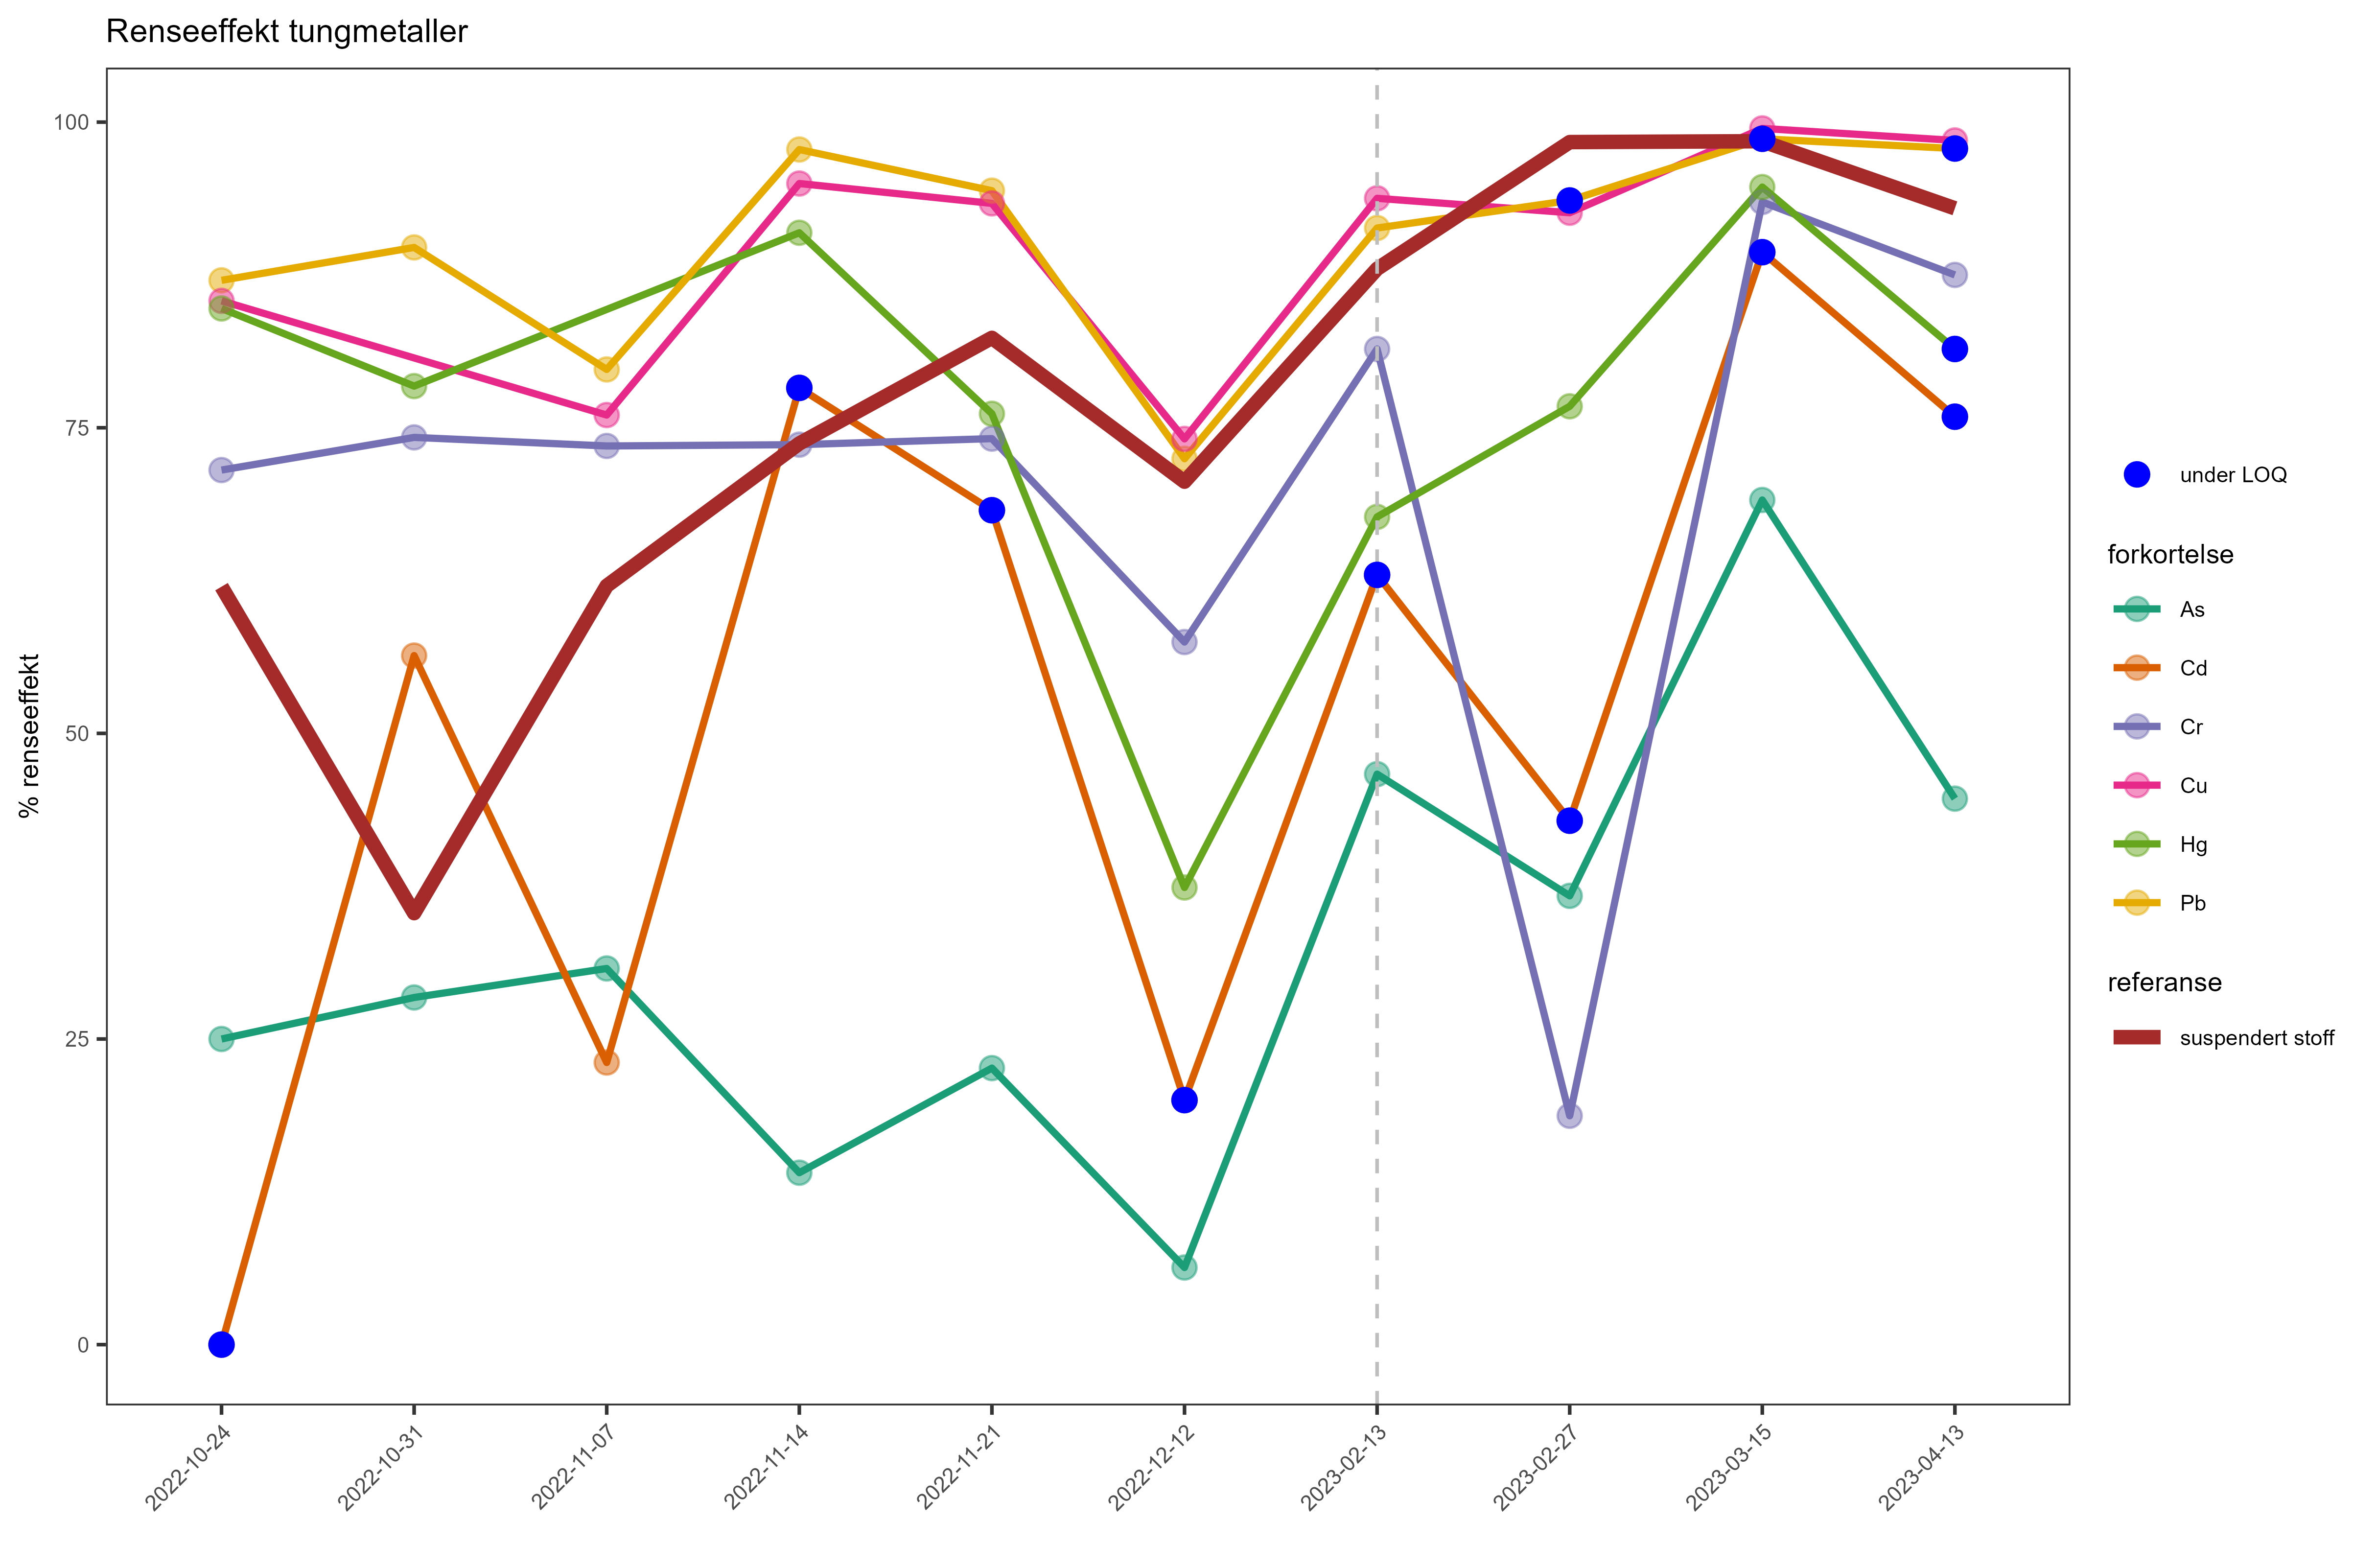 Renseeffekt tungmetaller
% renseeffekt
100
75
50
25
0
2022-10-24
2022-10-31
2022-11-07
2022-11-14
2022-11-21
2022-12-12
2023-02-13
2023-02-27
2023-03-15
2023-04-13
under LOQ
forkortelse
As
Cd
Cr
Cu
Hg
Pb
referanse
suspendert stoff